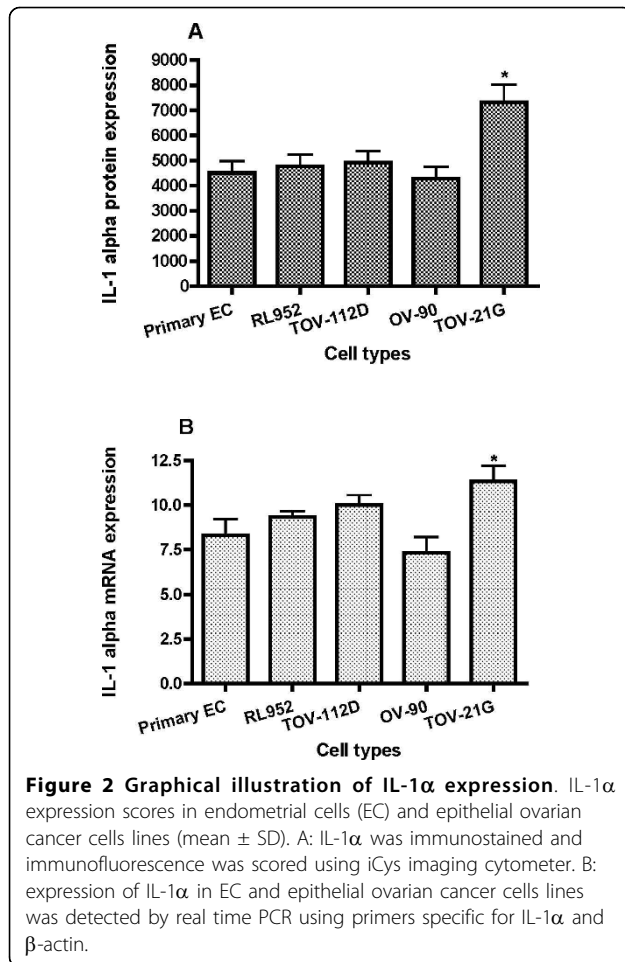 A
9000
8000
7000
6000
5000
4000
3000
2000
1000
0
IL-1 alpha protein expression
*
Primary EC
RL952
TOV-112D
OV-90
TOV-21G
Cell types
B
12.5
10.0
7.5
5.0
2.5
0.0
IL-1 alpha mRNA expression
*
Primary EC
RL952
TOV-112D
OV-90
TOV-21G
Cell types
Figure 2 Graphical illustration of IL-1α expression. IL-1α
expression scores in endometrial cells (EC) and epithelial ovarian
cancer cells lines (mean ± SD). A: IL-1α was immunostained and
immunofluorescence was scored using iCys imaging cytometer. B:
expression of IL-1α in EC and epithelial ovarian cancer cells lines
was detected by real time PCR using primers specific for IL-1α and
β-actin.